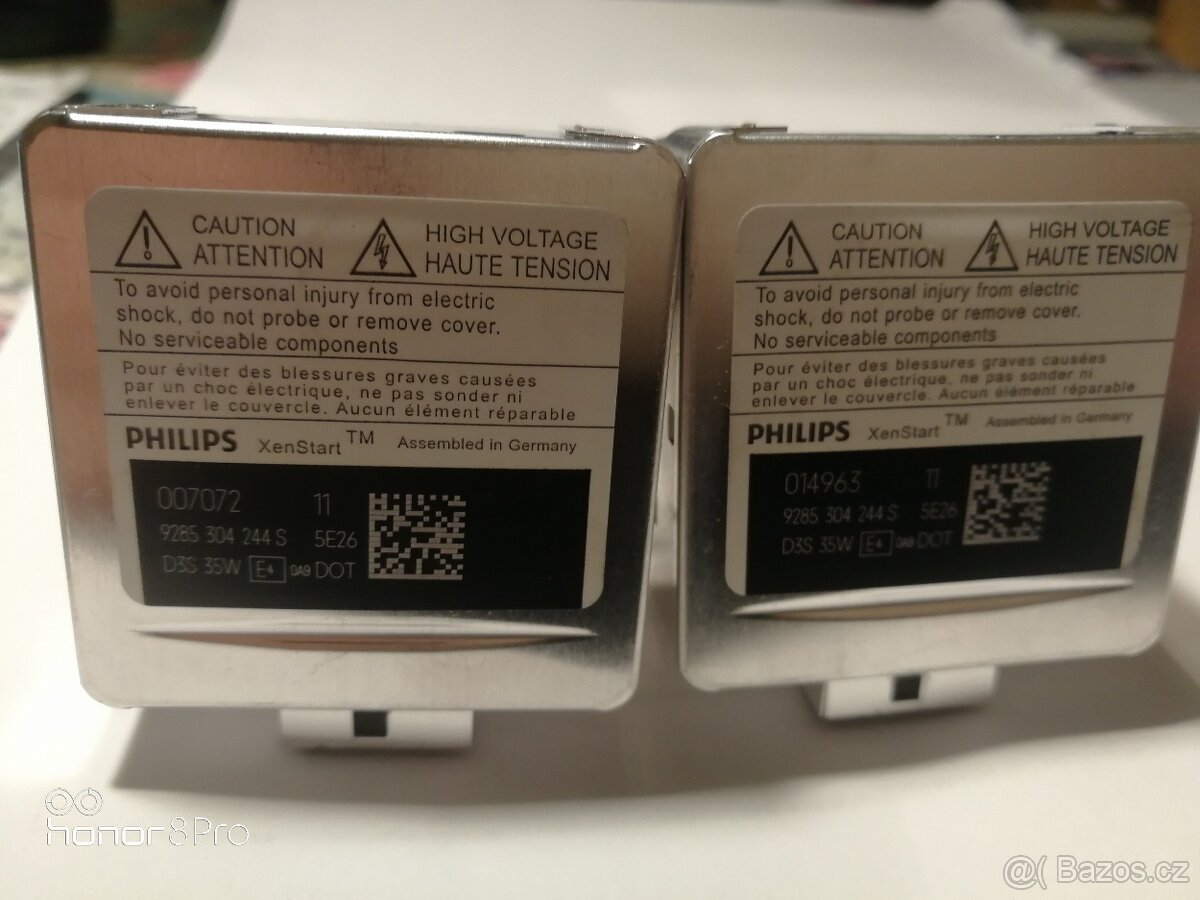 CAUTION
ATTENTION
HIGH VOLTAGE
HAUTE TENSION
To avoid personal injury from electric
shock, do not probe or remove cover.
No serviceable components
Pour éviter des blessures graves causées
par un choc électrique, ne pas sonder ni
enlever le couvercle. Aucun élément réparable
PHILIPS XenStart TM Assembled in Germany
007072 11
9285 304 244 S 5E26
D3S 35W E4 0A9 DOT
CAUTION
ATTENTION
HIGH VOLTAGE
HAUTE TENSION
To avoid personal injury from electric
shock, do not probe or remove cover.
No serviceable components
Pour éviter des blessures graves causées
par un choc électrique, ne pas sonder ni
enlever le couvercle. Aucun élément réparable
PHILIPS XenStart TM Assembled in Germany
014963 11
9285 304 244 S 5E26
D3S 35W E4 0A9 DOT
honor 8Pro
@( Bazos.cz